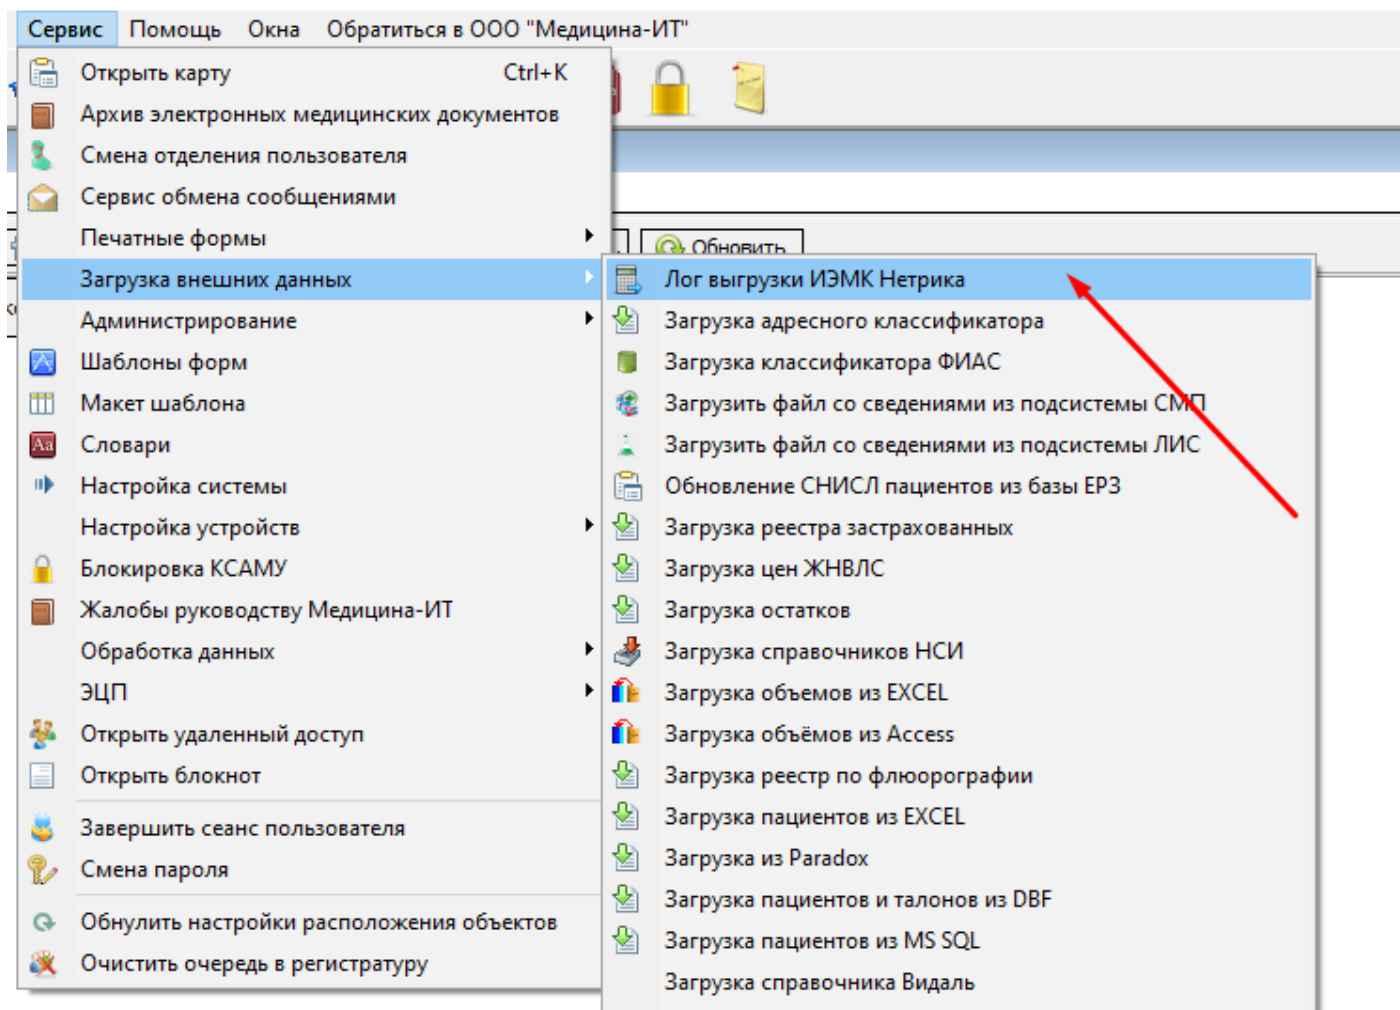 Сервис Помощь Окна Обратиться в ООО "Медицина-ИТ"
Открыть карту Ctrl+K
Архив электронных медицинских документов
Смена отделения пользователя
Сервис обмена сообщениями
Печатные формы
Обновить
Загрузка внешних данных
Администрирование
Шаблоны форм
Макет шаблона
Словари
Настройка системы
Настройка устройств
Блокировка КСАМУ
Жалобы руководству Медицина-ИТ
Обработка данных
ЭЦП
Открыть удаленный доступ
Открыть блокнот
Завершить сеанс пользователя
Смена пароля
Обнулить настройки расположения объектов
Очистить очередь в регистратуру
Лог выгрузки ИЭМК Нетрика
Загрузка адресного классификатора
Загрузка классификатора ФИАС
Загрузить файл со сведениями из подсистемы СМП
Загрузить файл со сведениями из подсистемы ЛИС
Обновление СНИСЛ пациентов из базы ЕРЗ
Загрузка реестра застрахованных
Загрузка цен ЖНВЛС
Загрузка остатков
Загрузка справочников НСИ
Загрузка объемов из EXCEL
Загрузка объёмов из Access
Загрузка реестр по флюорографии
Загрузка пациентов из EXCEL
Загрузка из Paradox
Загрузка пациентов и талонов из DBF
Загрузка пациентов из MS SQL
Загрузка справочника Видаль